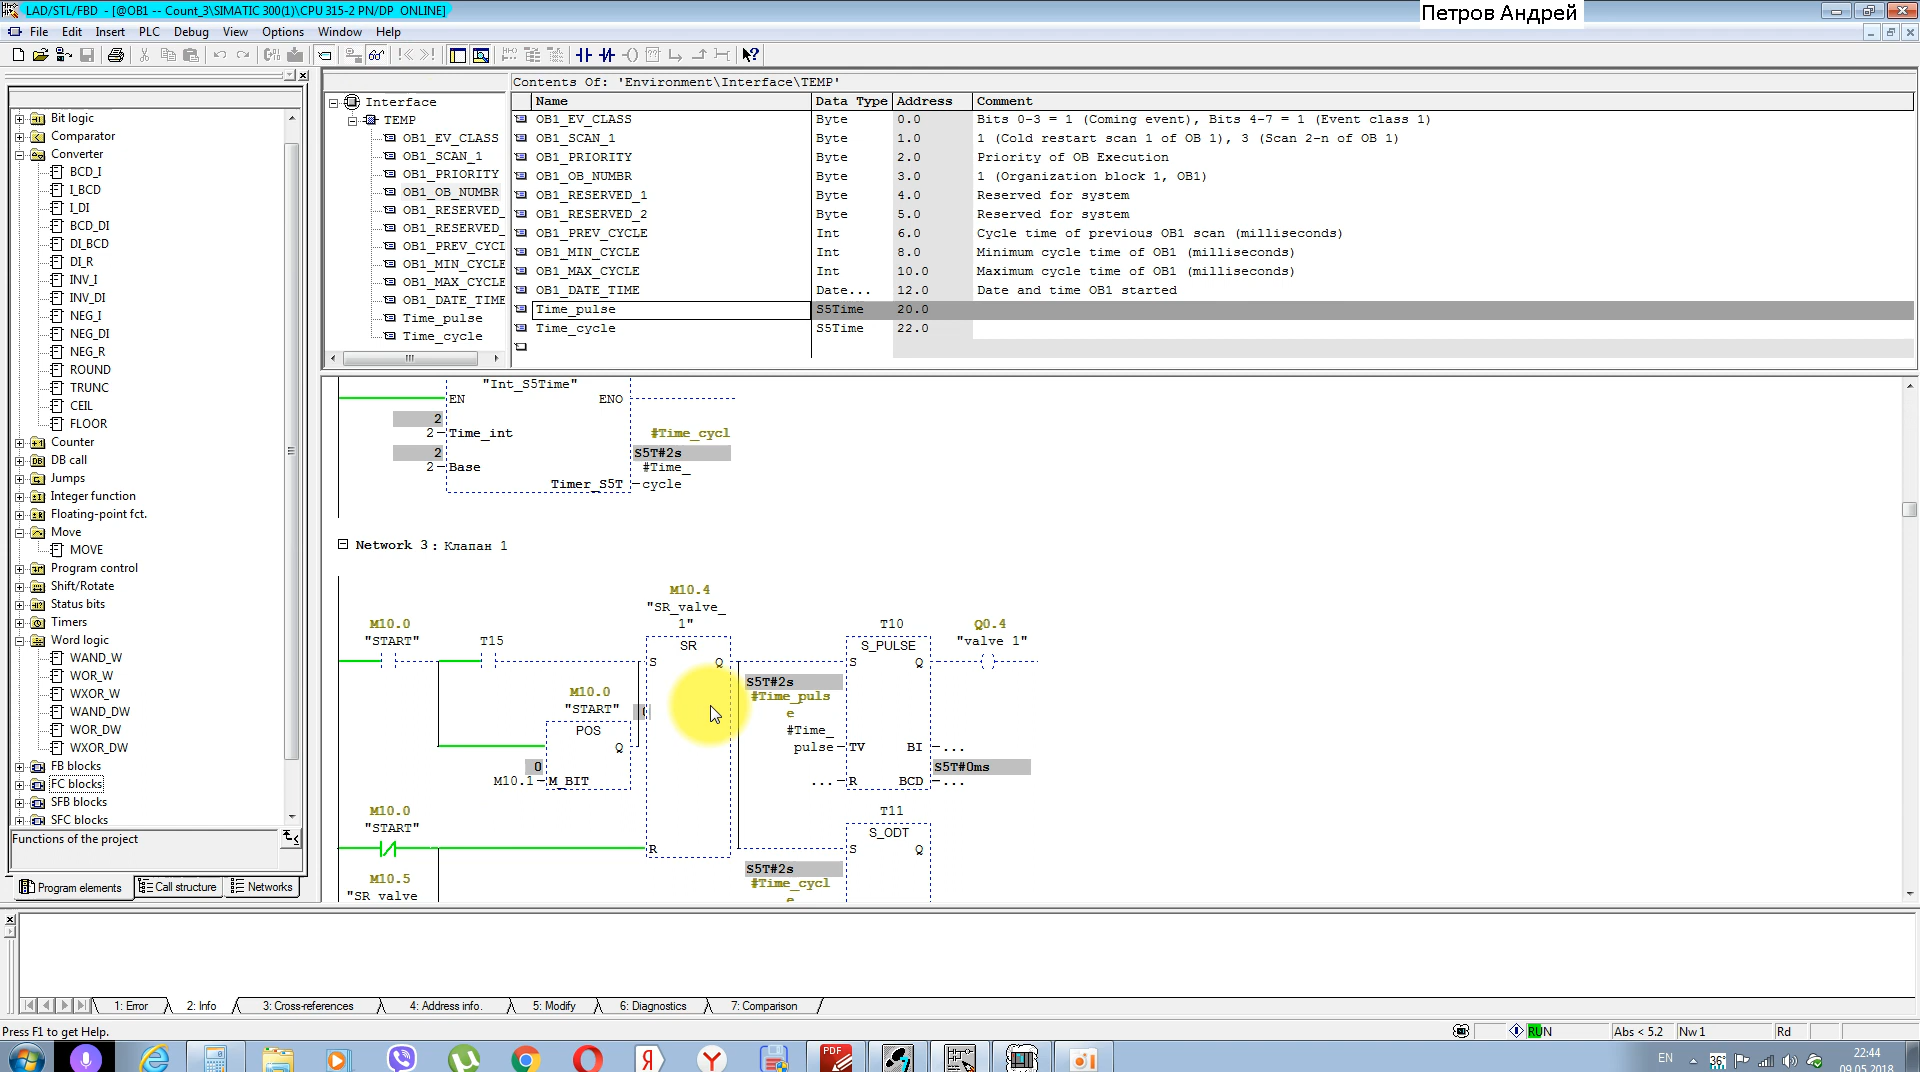 LAD/STL/FBD - [@OB1 -- Count_3\SIMATIC 300(1)\CPU 315-2 PN/DP ONLINE]
Петров Андрей
File Edit Insert PLC Debug View Options Window Help
Bit logic
Comparator
Converter
BCD_I
I_BCD
I_DI
BCD_DI
DI_BCD
DI_R
INV_I
INV_DI
NEG_I
NEG_DI
NEG_R
ROUND
TRUNC
CEIL
FLOOR
Counter
DB call
Jumps
Integer function
Floating-point fct.
Move
MOVE
Program control
Shift/Rotate
Status bits
Timers
Word logic
WAND_W
WOR_W
WXOR_W
WAND_DW
WOR_DW
WXOR_DW
FB blocks
FC blocks
SFB blocks
SFC blocks
Functions of the project
Program elements Call structure Networks
Interface
TEMP
OB1_EV_CLASS
OB1_SCAN_1
OB1_PRIORITY
OB1_OB_NUMBR
OB1_RESERVED_
OB1_RESERVED_
OB1_PREV_CYCL
OB1_MIN_CYCLE
OB1_MAX_CYCLE
OB1_DATE_TIME
Time_pulse
Time_cycle
Contents Of: 'Environment\Interface\TEMP'
Name Data Type Address Comment
OB1_EV_CLASS Byte 0.0 Bits 0-3 = 1 (Coming event), Bits 4-7 = 1 (Event class 1)
OB1_SCAN_1 Byte 1.0 1 (Cold restart scan 1 of OB 1), 3 (Scan 2-n of OB 1)
OB1_PRIORITY Byte 2.0 Priority of OB Execution
OB1_OB_NUMBR Byte 3.0 1 (Organization block 1, OB1)
OB1_RESERVED_1 Byte 4.0 Reserved for system
OB1_RESERVED_2 Byte 5.0 Reserved for system
OB1_PREV_CYCLE Int 6.0 Cycle time of previous OB1 scan (milliseconds)
OB1_MIN_CYCLE Int 8.0 Minimum cycle time of OB1 (milliseconds)
OB1_MAX_CYCLE Int 10.0 Maximum cycle time of OB1 (milliseconds)
OB1_DATE_TIME Date... 12.0 Date and time OB1 started
Time_pulse S5Time 20.0
Time_cycle S5Time 22.0
"Int_S5Time"
EN ENO
2
2 Time_int #Time_cycl
2 S5T#2s
2 Base #Time_
Timer_S5T cycle
Network 3 : Клапан 1
M10.4
"SR_valve_
1"
M10.0 T10 Q0.4
"START" T15 SR S_PULSE "valve 1"
S Q S Q
S5T#2s
M10.0 #Time_puls
"START" e
POS #Time_
Q pulse TV BI ...
0 S5T#0ms
M10.1 M_BIT ... R BCD ...
M10.0 T11
"START" S_ODT
R S Q
S5T#2s
M10.5 #Time_cycl
"SR valve
1: Error 2: Info 3: Cross-references 4: Address info. 5: Modify 6: Diagnostics 7: Comparison
Press F1 to get Help. RUN Abs < 5.2 Nw 1 Rd
PDF
EN 36° 22:44
09.05.2018